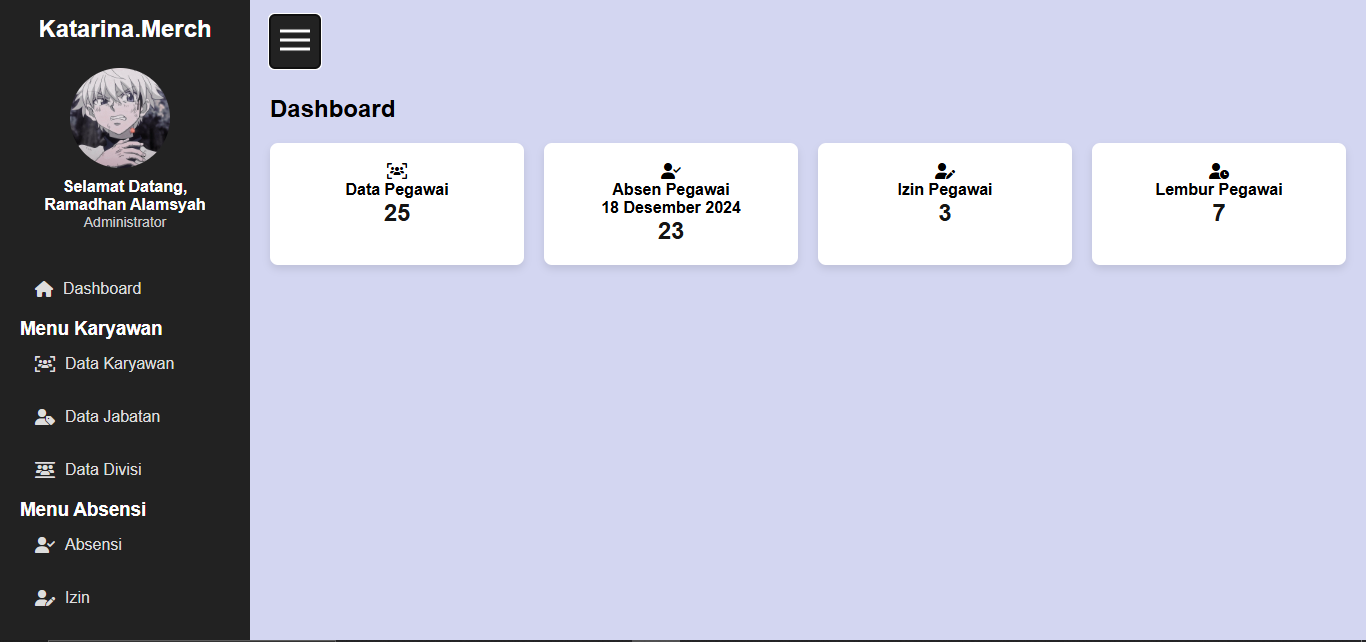 Katarina.Merch
Selamat Datang,
Ramadhan Alamsyah
Administrator
Dashboard
Menu Karyawan
Data Karyawan
Data Jabatan
Data Divisi
Menu Absensi
Absensi
Izin
Dashboard
Data Pegawai
25
Absen Pegawai
18 Desember 2024
23
Izin Pegawai
3
Lembur Pegawai
7